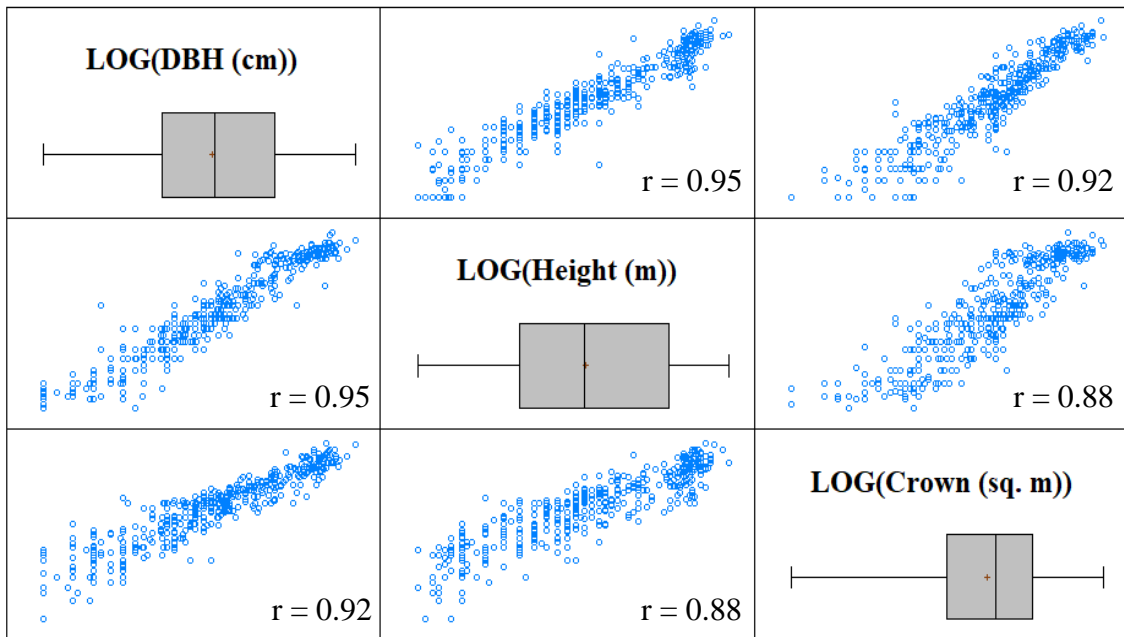 LOG(DBH (cm))
r = 0.95
r = 0.92
r = 0.95
LOG(Height (m))
r = 0.88
r = 0.92
r = 0.88
LOG(Crown (sq. m))